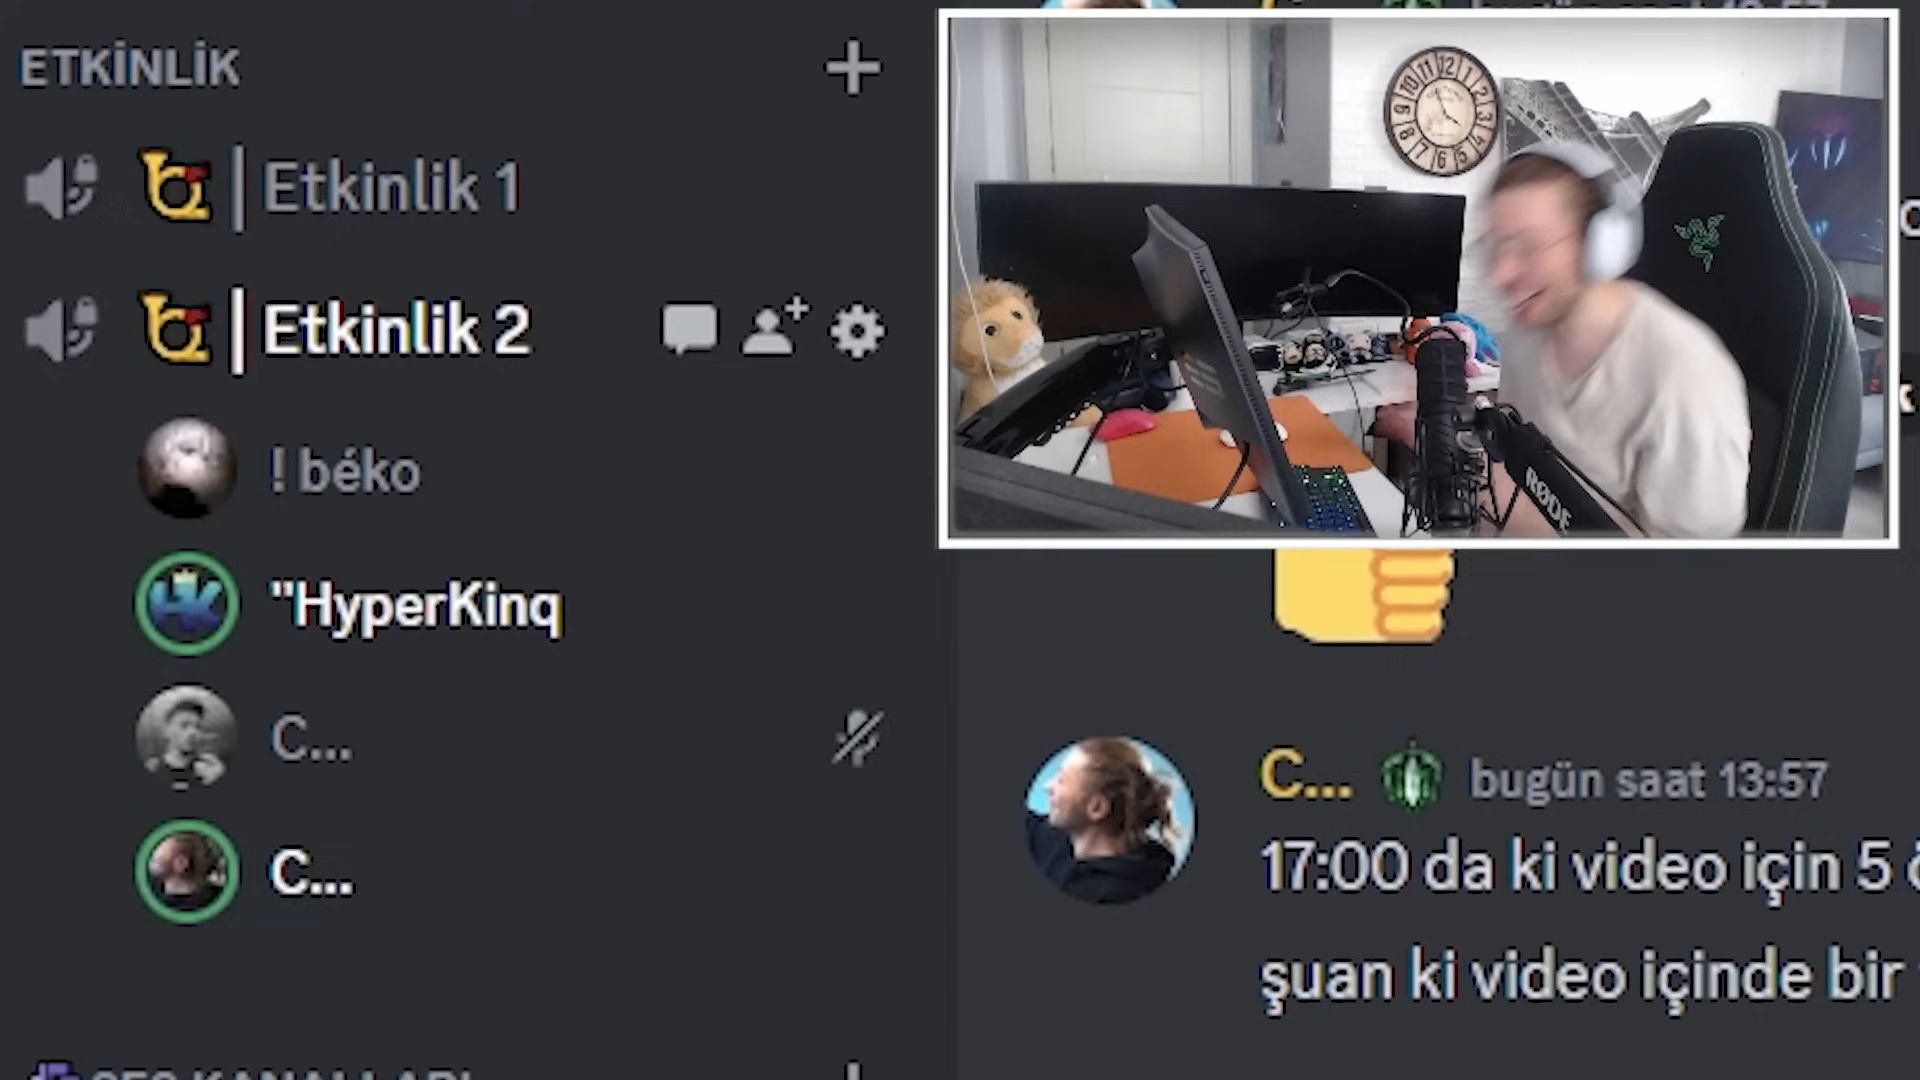 ETKİNLİK
| Etkinlik 1
| Etkinlik 2
! béko
"HyperKinq
C...
C...
RØDE
C... bugün saat 13:57
17:00 da ki video için 5
şuan ki video içinde bir